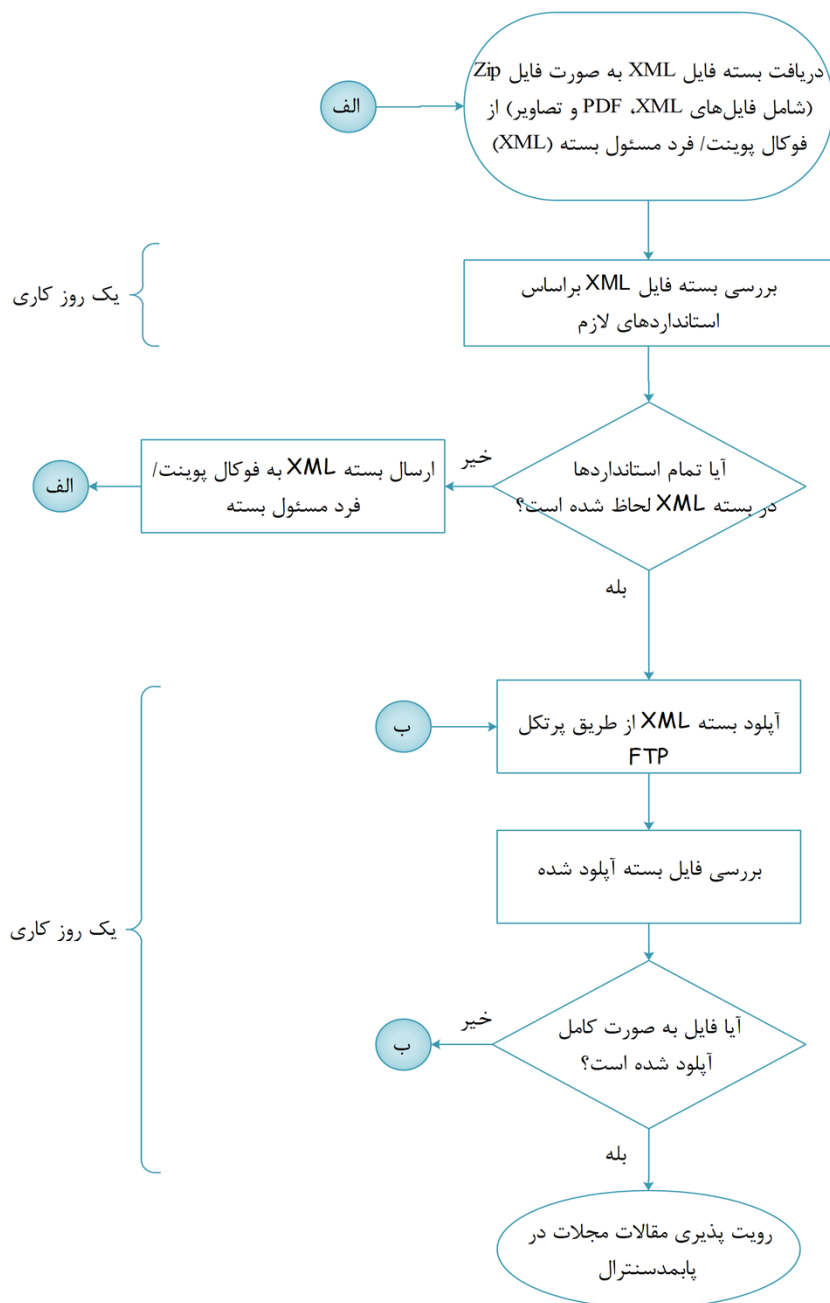 دریافت بسته فایل XML به صورت فایل Zip
(شامل فایل‌های XML، PDF و تصاویر) از
فوکال پوینت/ فرد مسئول بسته (XML)
الف
بررسی بسته فایل XML براساس
استانداردهای لازم
یک روز کاری
آیا تمام استانداردها
در بسته XML لحاظ شده است؟
خیر
ارسال بسته XML به فوکال پوینت/
فرد مسئول بسته
الف
بله
آپلود بسته XML از طریق پرتکل
FTP
ب
بررسی فایل بسته آپلود شده
یک روز کاری
آیا فایل به صورت کامل
آپلود شده است؟
خیر
ب
بله
رویت پذیری مقالات مجلات در
پابمدسنترال